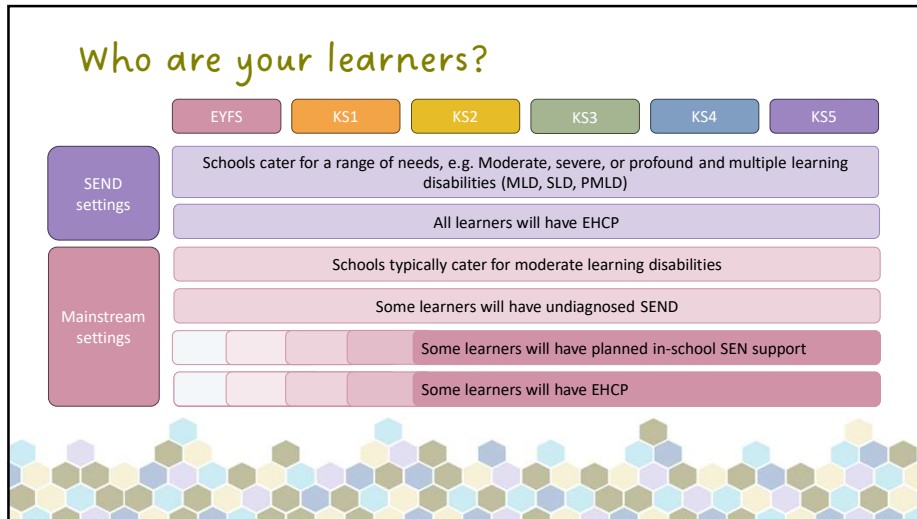 Who are your learners?
EYFS
KS1
KS2
KS3
KS4
KS5
SEND
settings
Schools cater for a range of needs, e.g. Moderate, severe, or profound and multiple learning
disabilities (MLD, SLD, PMLD)
All learners will have EHCP
Mainstream
settings
Schools typically cater for moderate learning disabilities
Some learners will have undiagnosed SEND
Some learners will have planned in-school SEN support
Some learners will have EHCP